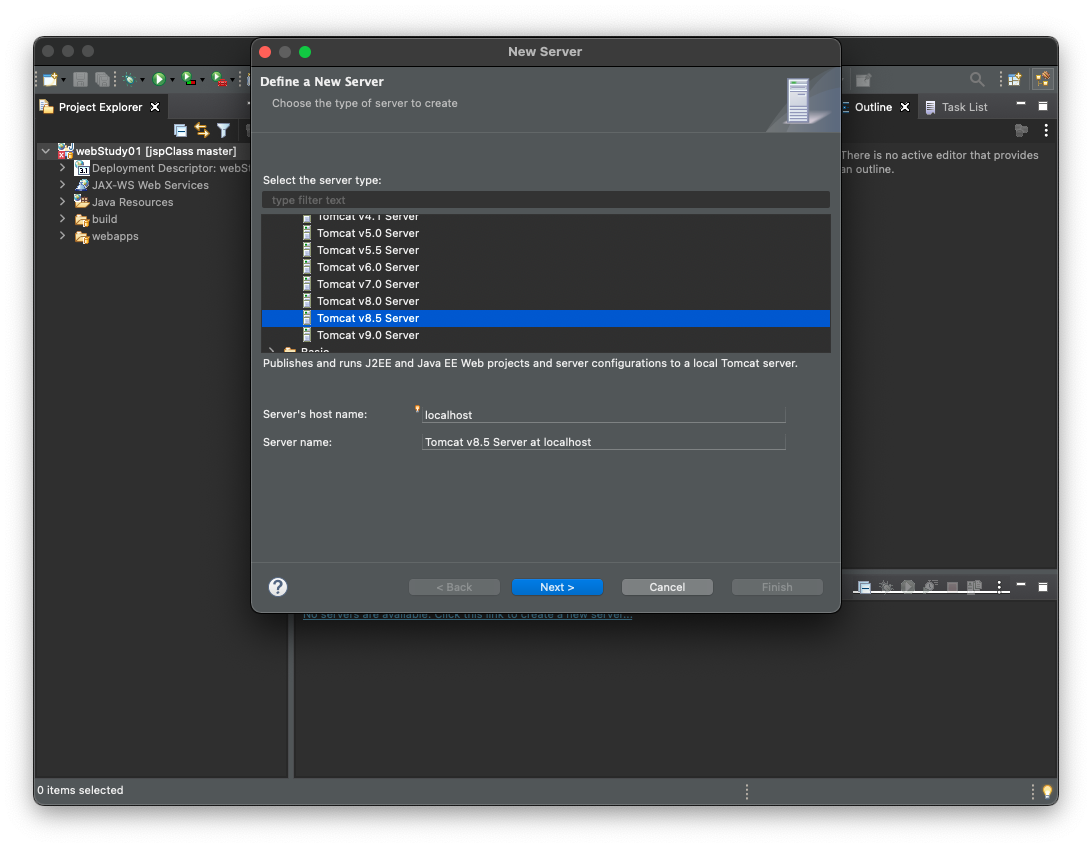 New Server
Define a New Server
Choose the type of server to create
Project Explorer
webStudy01 [jspClass master]
Deployment Descriptor: webSt
JAX-WS Web Services
Java Resources
build
webapps
Select the server type:
type filter text
Tomcat v4.1 Server
Tomcat v5.0 Server
Tomcat v5.5 Server
Tomcat v6.0 Server
Tomcat v7.0 Server
Tomcat v8.0 Server
Tomcat v8.5 Server
Tomcat v9.0 Server
Basic
Publishes and runs J2EE and Java EE Web projects and server configurations to a local Tomcat server.
Server's host name:
localhost
Server name:
Tomcat v8.5 Server at localhost
?
< Back
Next >
Cancel
Finish
Outline
Task List
There is no active editor that provides
an outline.
No servers are available. Click this link to create a new server...
0 items selected